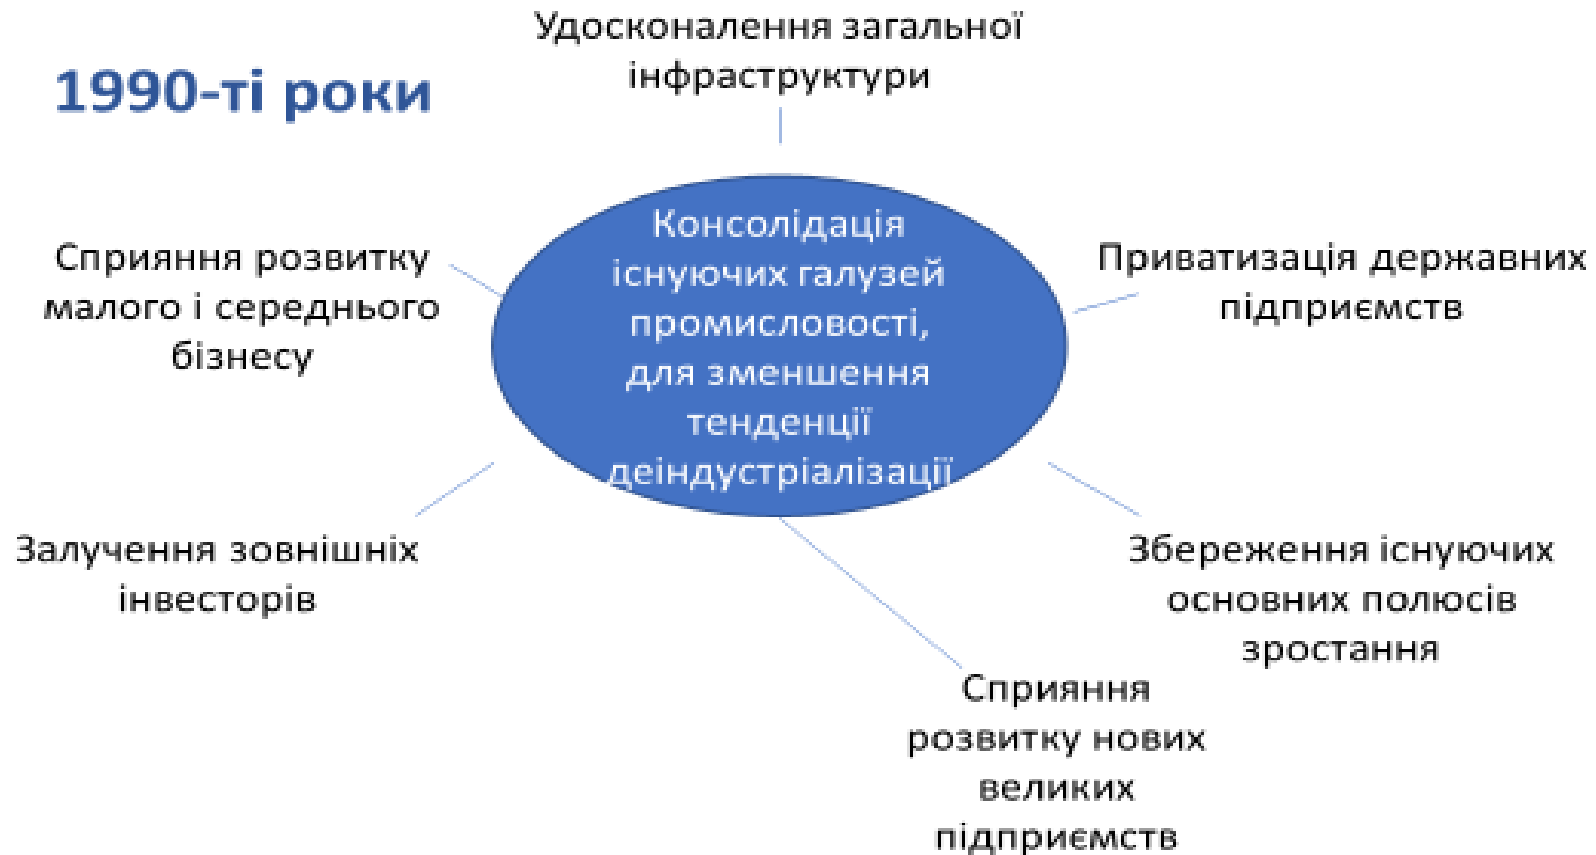 Удосконалення загальної
інфраструктури
1990-ті роки
Консолідація
існуючих галузей
промисловості,
для зменшення
тенденції
деіндустріалізації
Сприяння розвитку
малого і середнього
бізнесу
Приватизація державних
підприємств
Залучення зовнішніх
інвесторів
Збереження існуючих
основних полюсів
зростання
Сприяння
розвитку нових
великих
підприємств